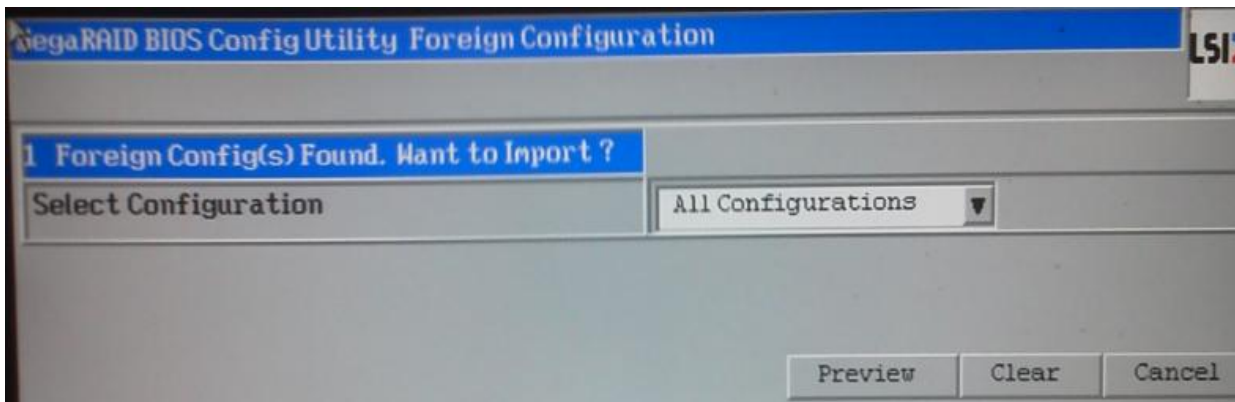 MegaRAID BIOS Config Utility Foreign Configuration
LSI
1 Foreign Config(s) Found. Want to Import ?
Select Configuration
All Configurations
Preview
Clear
Cancel